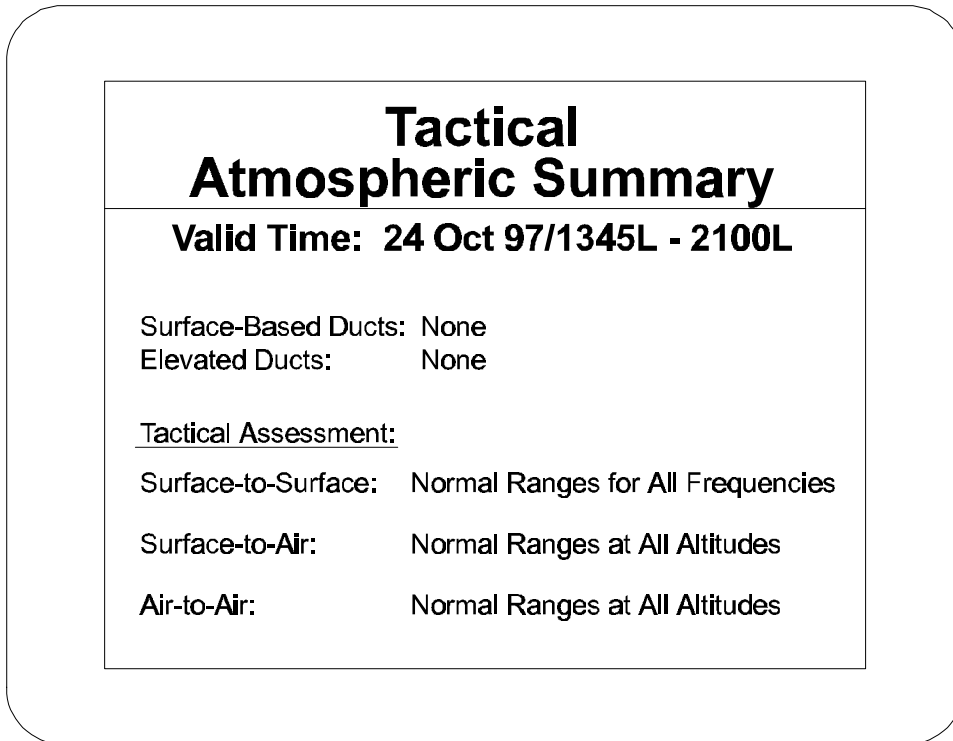 Tactical
Atmospheric Summary
Valid Time: 24 Oct 97/1345L - 2100L
Surface-Based Ducts: None
Elevated Ducts: None
Tactical Assessment:
Surface-to-Surface: Normal Ranges for All Frequencies
Surface-to-Air: Normal Ranges at All Altitudes
Air-to-Air: Normal Ranges at All Altitudes